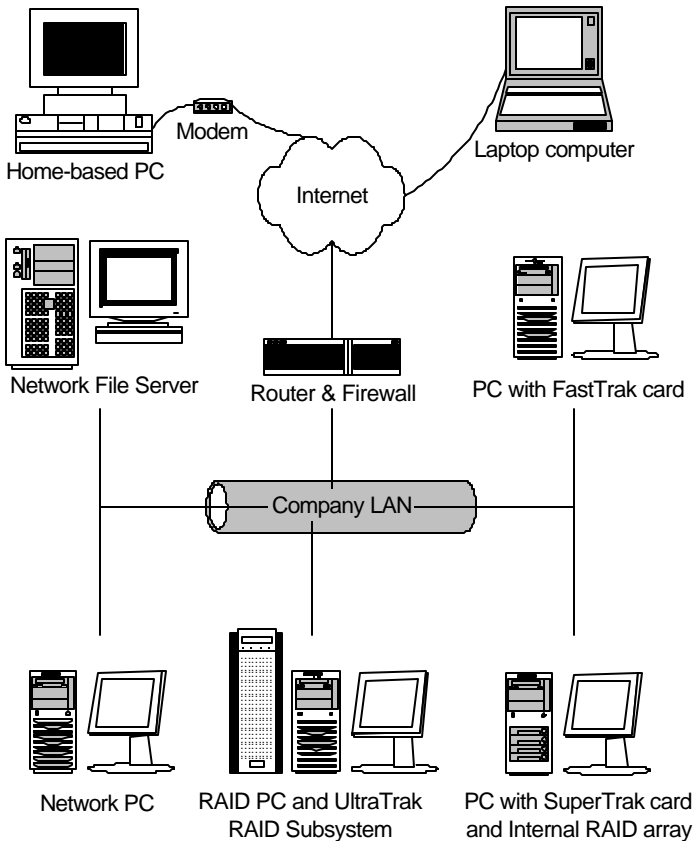 Modem
Home-based PC
Laptop computer
Internet
Network File Server
Router & Firewall
PC with FastTrak card
Company LAN
Network PC
RAID PC and UltraTrak
RAID Subsystem
PC with SuperTrak card
and Internal RAID array